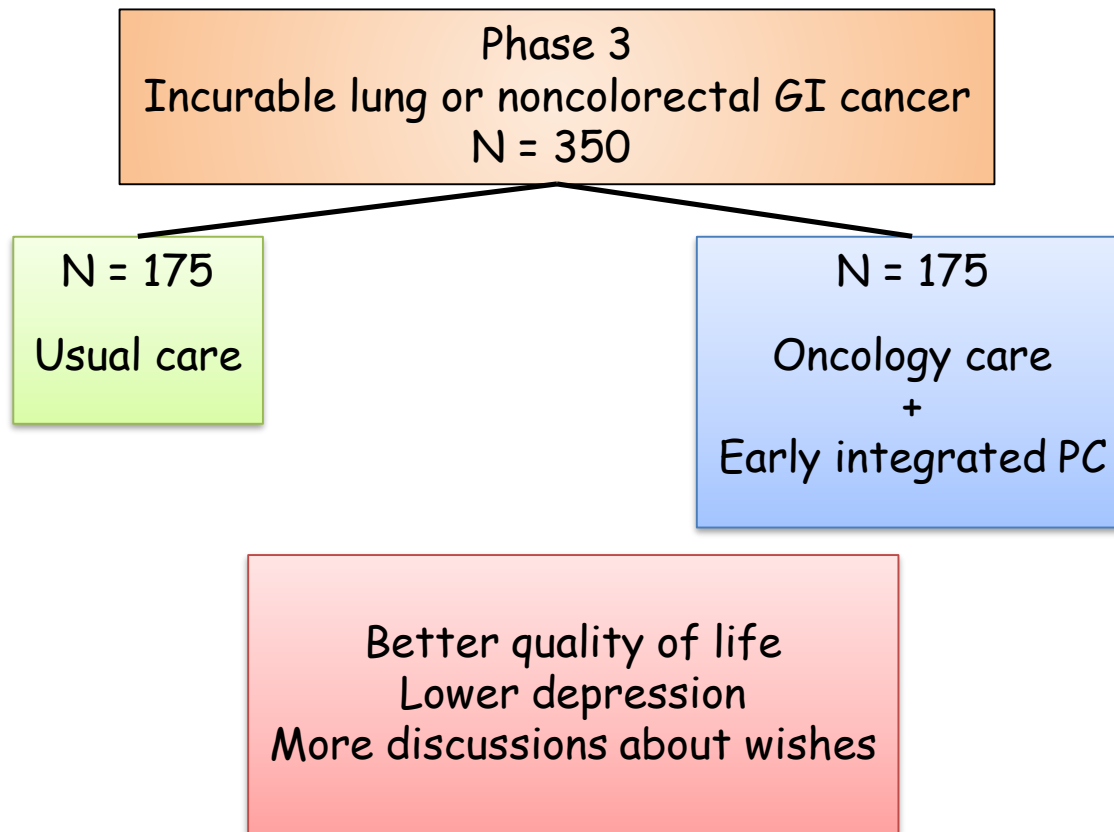 Phase 3
Incurable lung or noncolorectal GI cancer
N = 350
N = 175
Usual care
N = 175
Oncology care
+
Early integrated PC
Better quality of life
Lower depression
More discussions about wishes